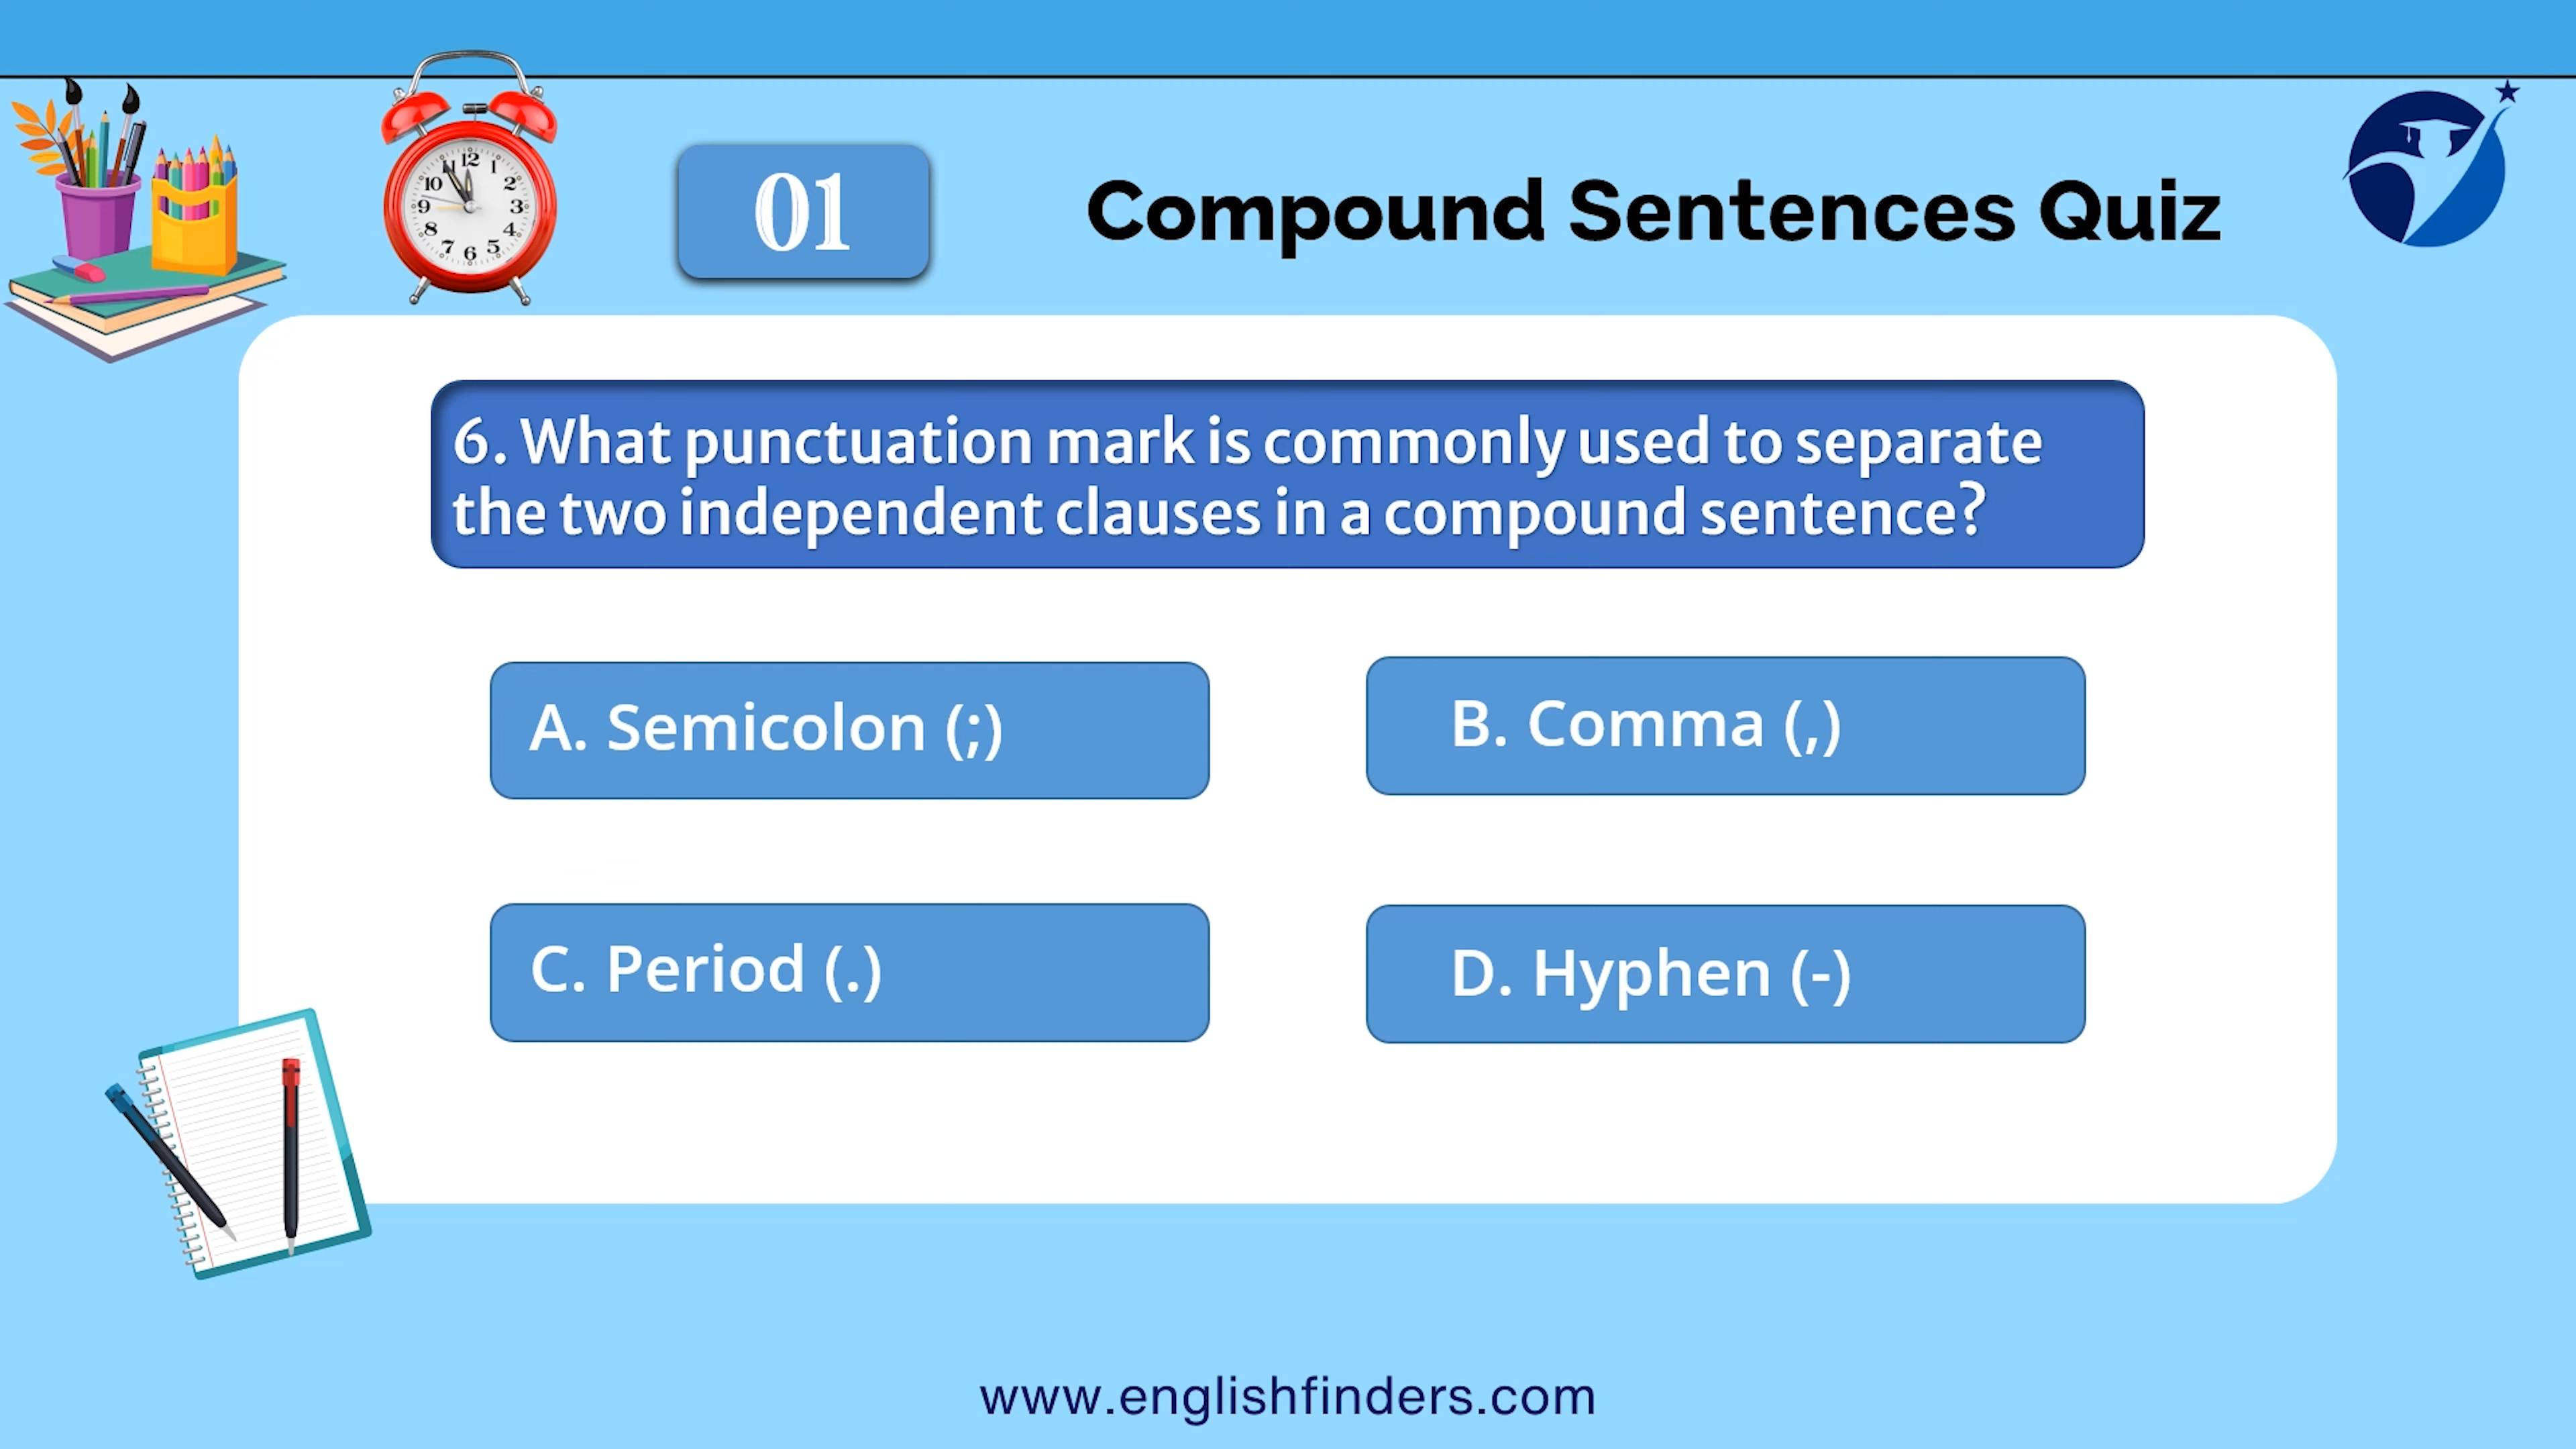 01
Compound Sentences Quiz
6. What punctuation mark is commonly used to separate
the two independent clauses in a compound sentence?
A. Semicolon (;)
B. Comma (,)
C. Period (.)
D. Hyphen (-)
www.englishfinders.com